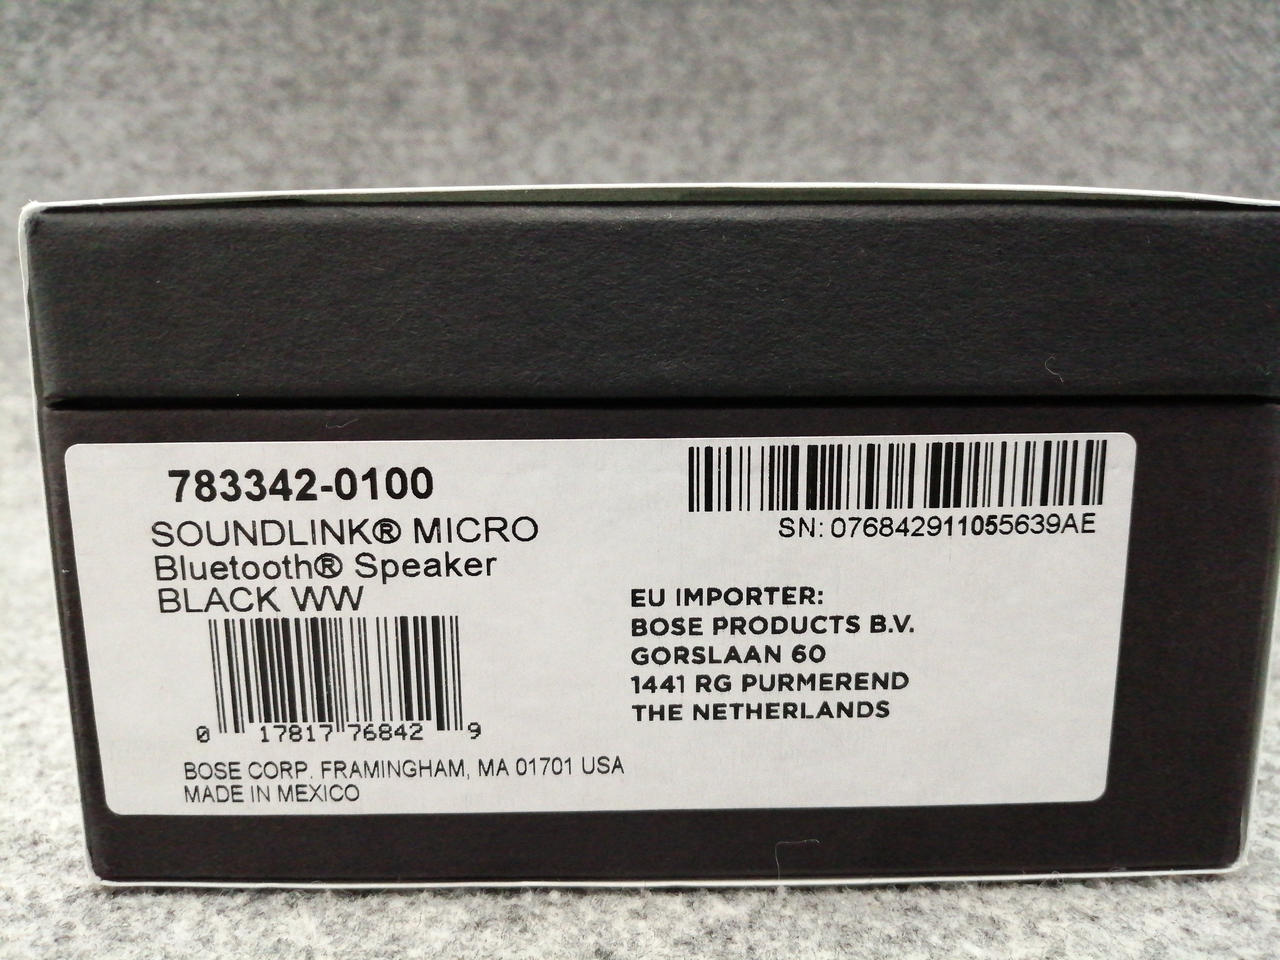 783342-0100
SOUNDLINK® MICRO
Bluetooth® Speaker
BLACK WW
0 17817 76842 9
BOSE CORP. FRAMINGHAM, MA 01701 USA
MADE IN MEXICO
SN: 076842911055639AE
EU IMPORTER:
BOSE PRODUCTS B.V.
GORSLAAN 60
1441 RG PURMEREND
THE NETHERLANDS